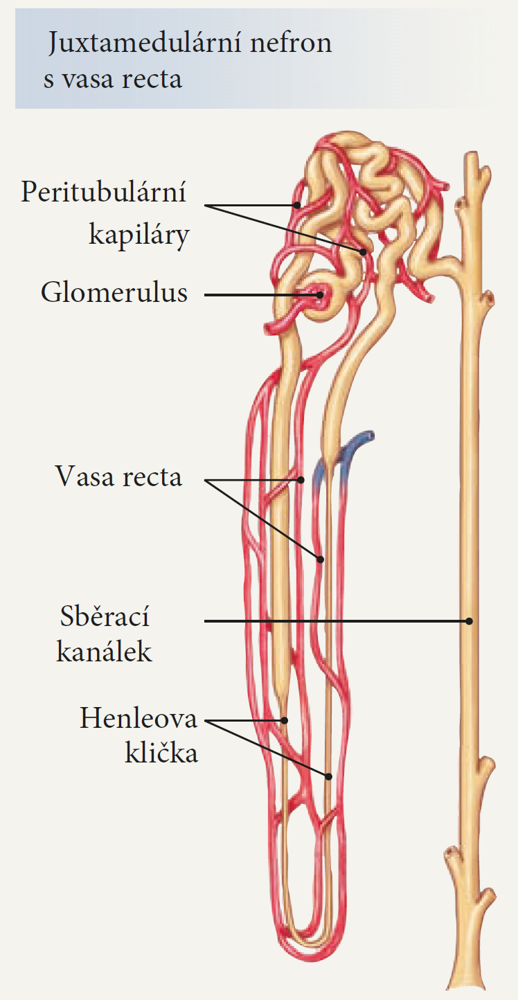 Juxtamedulární nefron
s vasa recta
Peritubulární
kapiláry
Glomerulus
Vasa recta
Sběrací
kanálek
Henleova
klička